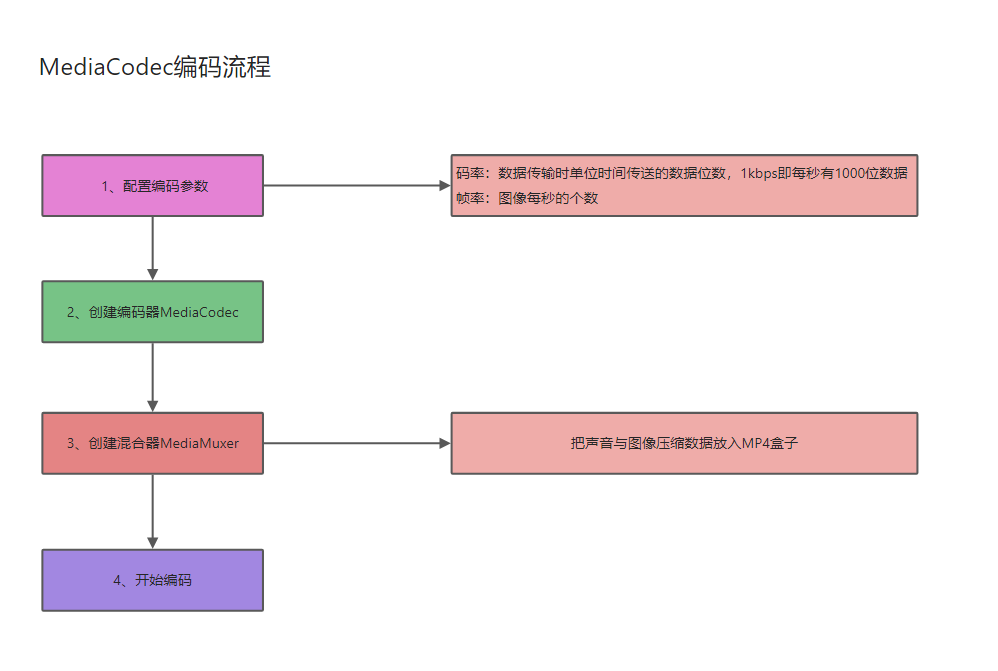 MediaCodec编码流程
1、配置编码参数
码率：数据传输时单位时间传送的数据位数，1kbps即每秒有1000位数据
帧率：图像每秒的个数
2、创建编码器MediaCodec
3、创建混合器MediaMuxer
把声音与图像压缩数据放入MP4盒子
4、开始编码